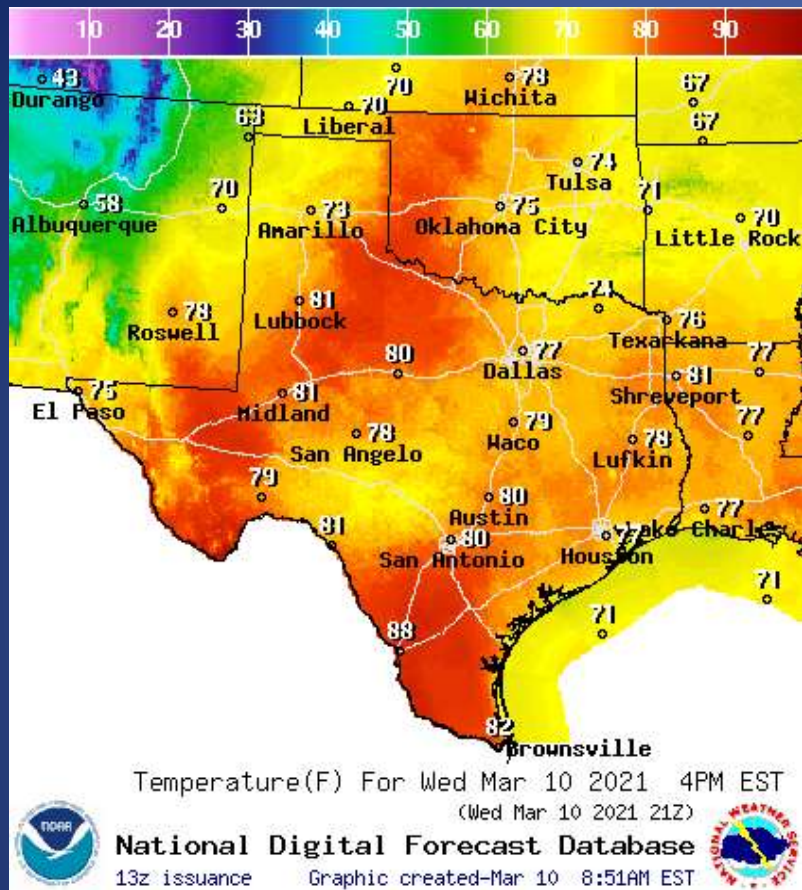 10 20 30 40 50 60 70 80 90
43
Durango
70
78
Wichita
67
70
Liberal
63
67
74
Tulsa
58
Albuquerque
70
73
Amarillo
75
Oklahoma City
71
70
Little Rock
78
Roswell
81
Lubbock
76
Texarkana
77
Dallas
80
81
Shreveport
77
75
El Paso
81
Midland
78
San Angelo
79
Waco
78
Lufkin
77
79
80
Austin
77
Lake Charles
81
80
San Antonio
77
Houston
71
71
88
82
Brownsville
Temperature(F) For Wed Mar 10 2021 4PM EST
(Wed Mar 10 2021 21Z)
National Digital Forecast Database
13z issuance Graphic created-Mar 10 8:51AM EST
NOAA
NATIONAL WEATHER SERVICE